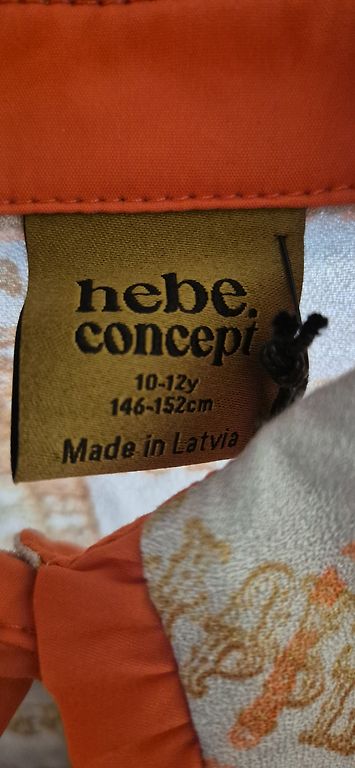 hebe.
concept
10-12y
146-152cm
Made in Latvia